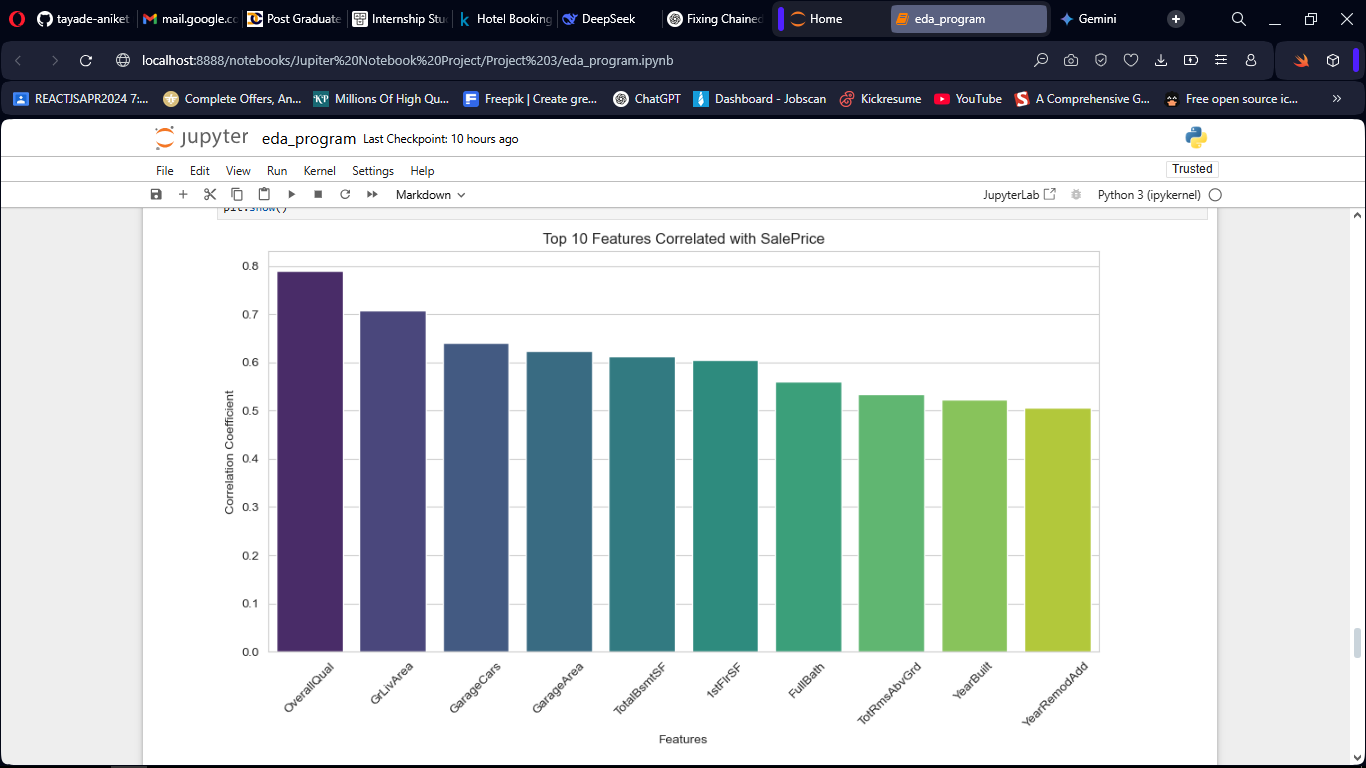 tayade-aniket
mail.google.co
Post Graduate
Internship Stu
Hotel Booking
DeepSeek
Fixing Chained
Home
eda_program
Gemini
localhost:8888/notebooks/Jupiter%20Notebook%20Project/Project%203/eda_program.ipynb
REACTJSAPR2024 7:...
Complete Offers, An...
KP
Millions Of High Qu...
Freepik | Create gre...
ChatGPT
Dashboard - Jobscan
Kickresume
YouTube
A Comprehensive G...
Free open source ic...
jupyter eda_program Last Checkpoint: 10 hours ago
File Edit View Run Kernel Settings Help
Trusted
Markdown
JupyterLab
Python 3 (ipykernel)
plt.show()
Top 10 Features Correlated with SalePrice
Correlation Coefficient
0.8
0.7
0.6
0.5
0.4
0.3
0.2
0.1
0.0
OverallQual
GrLivArea
GarageCars
GarageArea
TotalBsmtSF
1stFlrSF
FullBath
TotRmsAbvGrd
YearBuilt
YearRemodAdd
Features